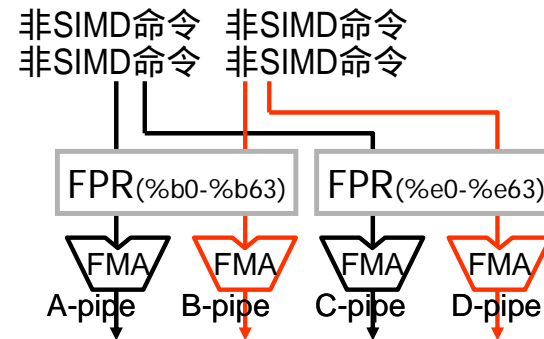 非SIMD命令 非SIMD命令
非SIMD命令 非SIMD命令
FPR(%b0-%b63) FPR(%e0-%e63)
FMA FMA FMA FMA
A-pipe B-pipe C-pipe D-pipe